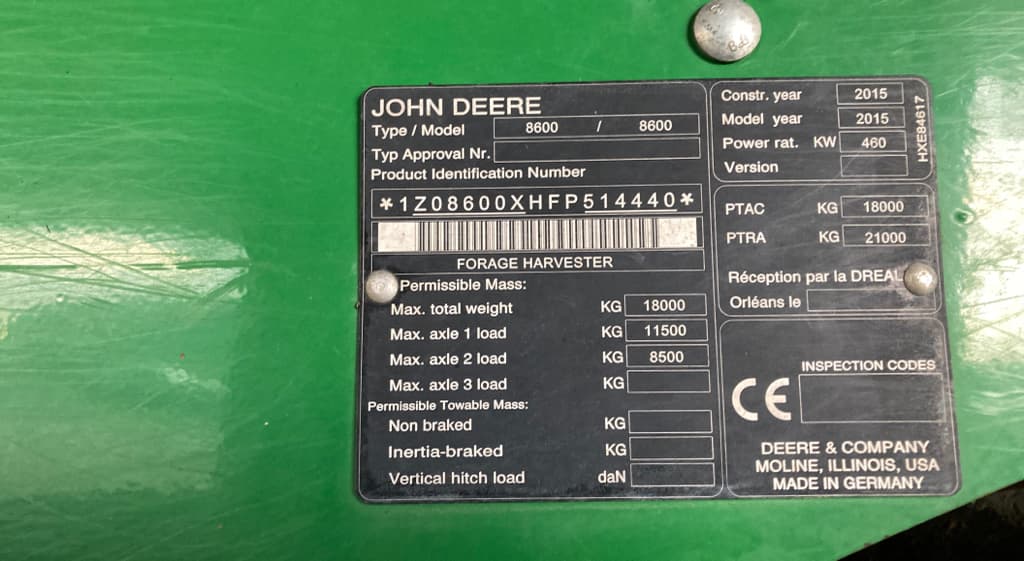 JOHN DEERE
Type / Model 8600 / 8600
Typ Approval Nr.
Product Identification Number
*1Z08600XHFP514440*
FORAGE HARVESTER
Permissible Mass:
Max. total weight KG 18000
Max. axle 1 load KG 11500
Max. axle 2 load KG 8500
Max. axle 3 load KG
Permissible Towable Mass:
Non braked KG
Inertia-braked KG
Vertical hitch load daN
Constr. year 2015
Model year 2015
Power rat. KW 460
Version
HXE84617
PTAC KG 18000
PTRA KG 21000
Réception par la DREAL
Orléans le
INSPECTION CODES
CE
DEERE & COMPANY
MOLINE, ILLINOIS, USA
MADE IN GERMANY